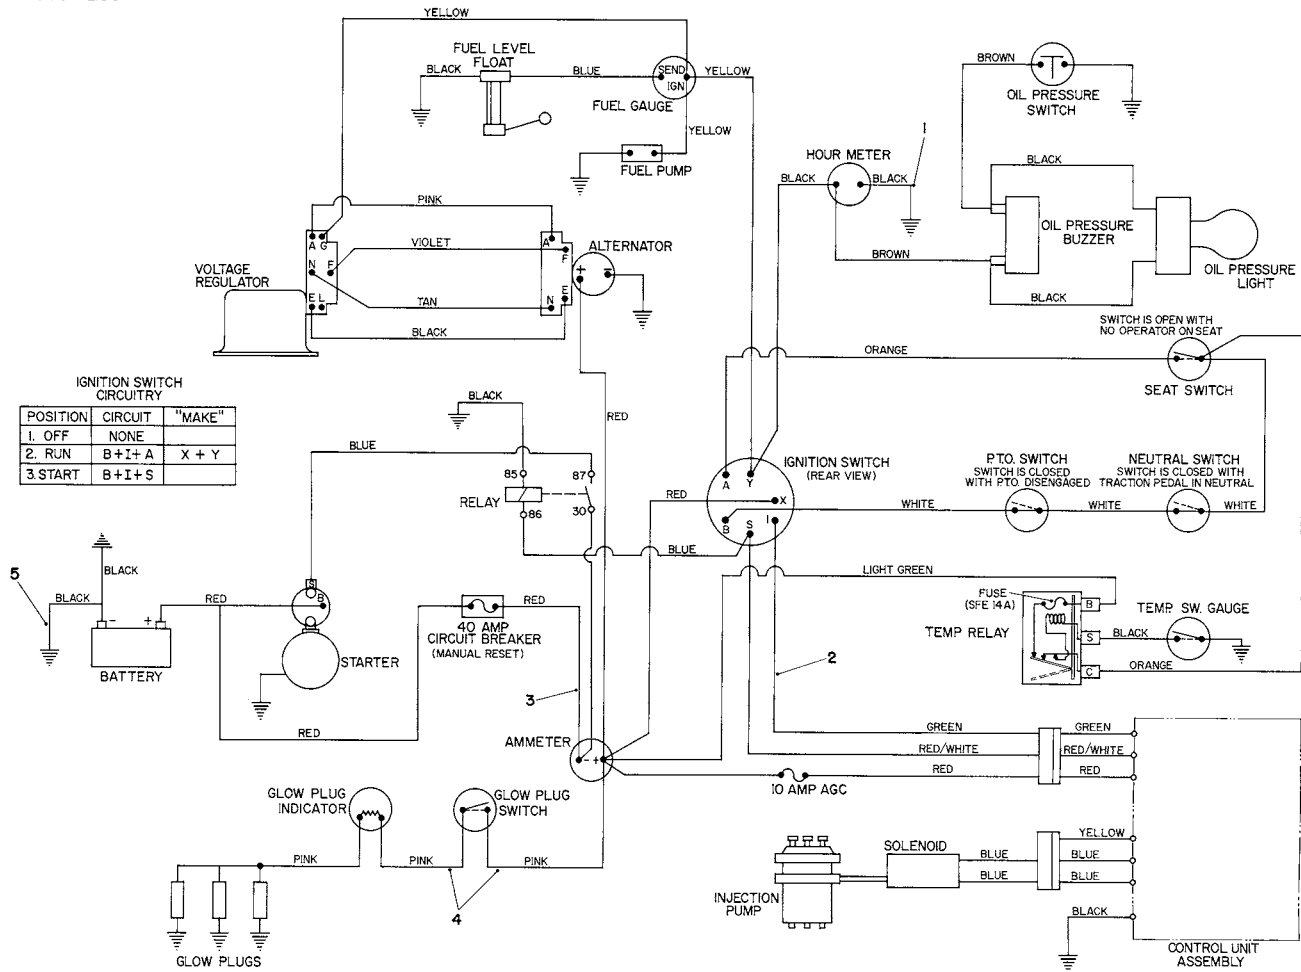 YELLOW
FUEL LEVEL
FLOAT
BLACK
BLUE
SEND
IGN
YELLOW
FUEL GAUGE
YELLOW
FUEL PUMP
BROWN
OIL PRESSURE
SWITCH
1
HOUR METER
BLACK
BLACK
BLACK
BROWN
OIL PRESSURE
BUZZER
BLACK
OIL PRESSURE
LIGHT
PINK
A G
N F
E L
VIOLET
TAN
BLACK
VOLTAGE
REGULATOR
A
F
E
N
ALTERNATOR
+ -
SWITCH IS OPEN WITH
NO OPERATOR ON SEAT
ORANGE
SEAT SWITCH
IGNITION SWITCH
CIRCUITRY
POSITION CIRCUIT "MAKE"
1. OFF NONE
2. RUN B+I+A X + Y
3. START B+I+S
BLACK
RED
BLUE
85
87
RELAY
86
30
BLUE
RED
A Y
X
B S I
IGNITION SWITCH
(REAR VIEW)
P.T.O. SWITCH
SWITCH IS CLOSED
WITH P.T.O. DISENGAGED
NEUTRAL SWITCH
SWITCH IS CLOSED WITH
TRACTION PEDAL IN NEUTRAL
WHITE
WHITE
WHITE
LIGHT GREEN
5
BLACK
BLACK
- +
BATTERY
RED
S
B
STARTER
40 AMP
CIRCUIT BREAKER
(MANUAL RESET)
RED
RED
3
2
FUSE
(SFE 14A)
TEMP RELAY
B
S
C
BLACK
TEMP. SW. GAUGE
ORANGE
AMMETER
- +
GREEN
GREEN
RED/WHITE
RED/WHITE
RED
RED
10 AMP AGC
GLOW PLUG
INDICATOR
GLOW PLUG
SWITCH
PINK
PINK
PINK
4
GLOW PLUGS
INJECTION
PUMP
SOLENOID
YELLOW
BLUE
BLUE
BLUE
BLUE
BLACK
CONTROL UNIT
ASSEMBLY